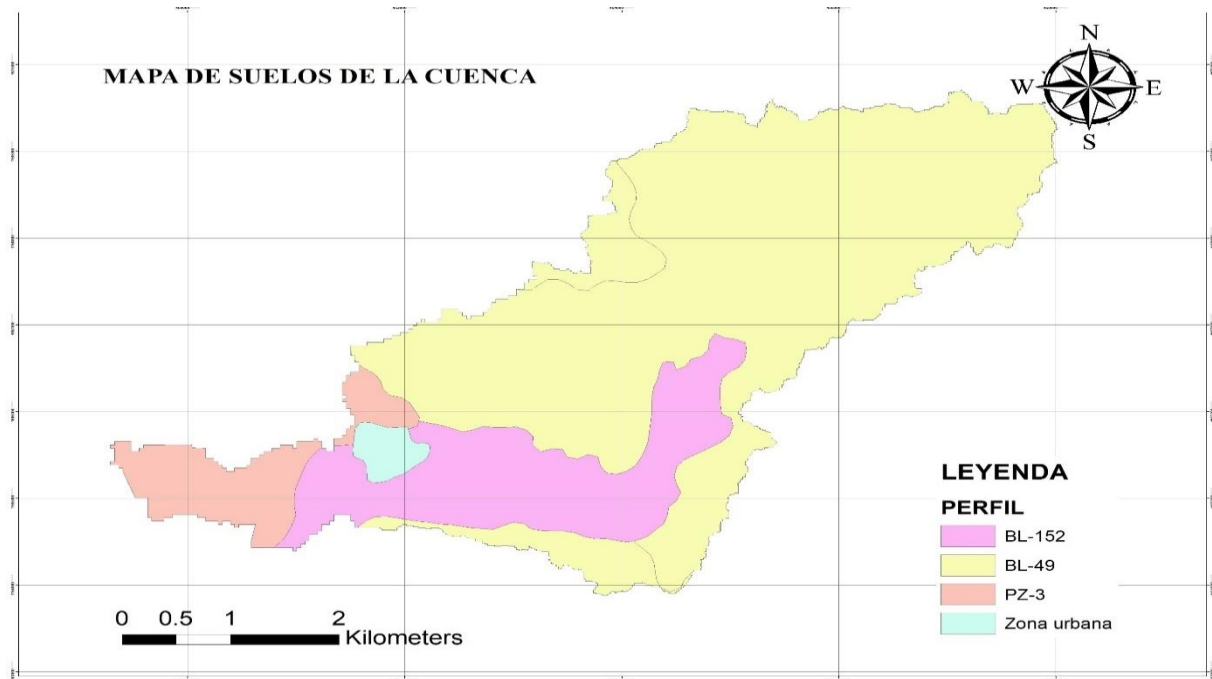 MAPA DE SUELOS DE LA CUENCA
N
W E
S
LEYENDA
PERFIL
BL-152
BL-49
PZ-3
Zona urbana
0 0.5 1 2
Kilometers